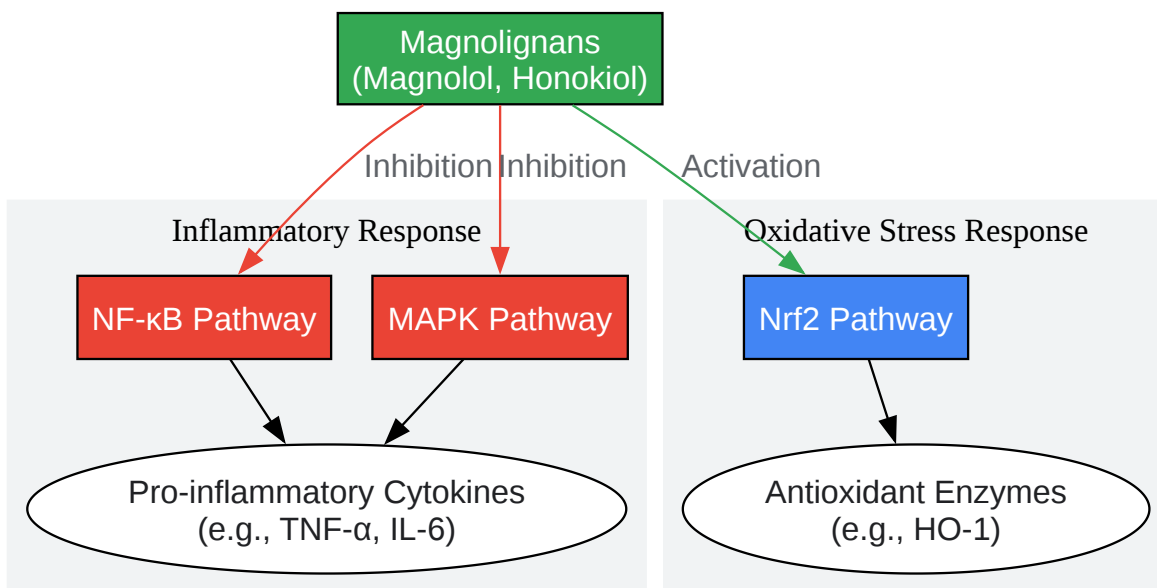 Magnolignans
(Magnolol, Honokiol)
Inhibition
Inhibition
Activation
Inflammatory Response
Oxidative Stress Response
NF-κB Pathway
MAPK Pathway
Nrf2 Pathway
Pro-inflammatory Cytokines
(e.g., TNF-α, IL-6)
Antioxidant Enzymes
(e.g., HO-1)